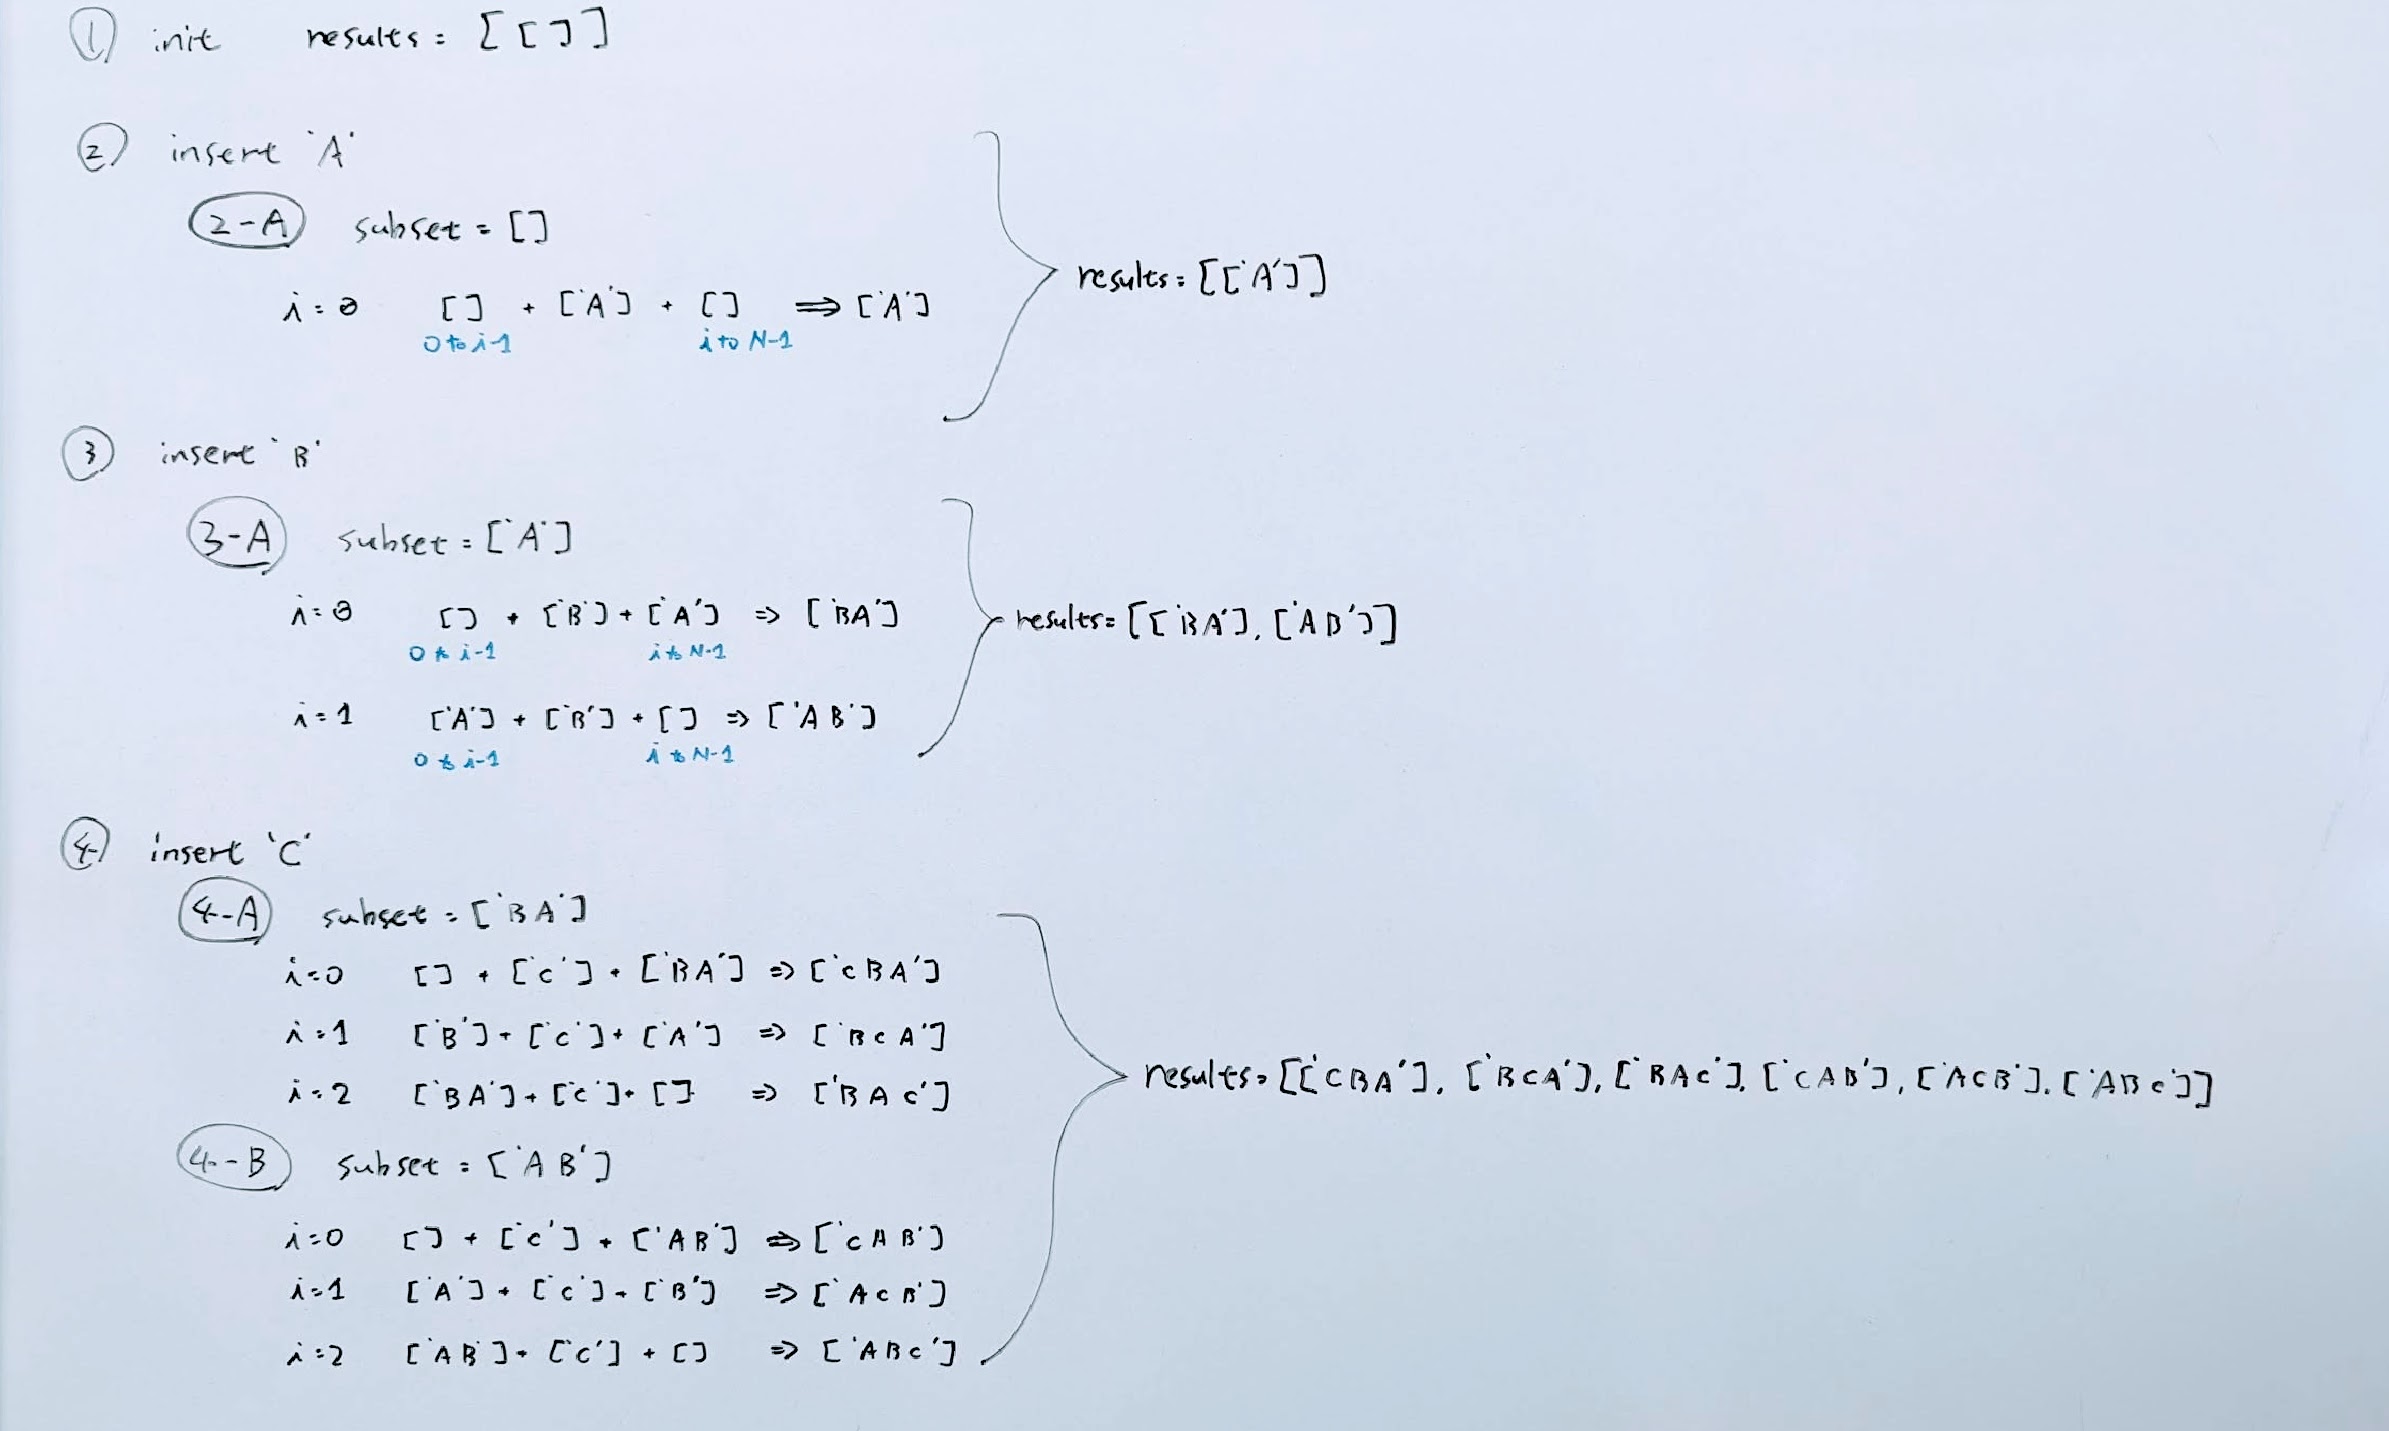 ① init results = [ [ ] ]
② insert 'A'
2-A subset = [ ]
i = 0 [ ] + ['A'] + [ ] ⇒ ['A']
0 to i-1 i to N-1
results = [['A']]
③ insert 'B'
3-A subset = ['A']
i = 0 [ ] + ['B'] + ['A'] ⇒ ['BA']
0 to i-1 i to N-1
results = [['BA'], ['AB']]
i = 1 ['A'] + ['B'] + [ ] ⇒ ['AB']
0 to i-1 i to N-1
④ insert 'C'
4-A subset = ['BA']
i=0 [ ] + ['C'] + ['BA'] ⇒ ['CBA']
i=1 ['B'] + ['C'] + ['A'] ⇒ ['BCA']
results = [['CBA'], ['BCA'], ['BAC'], ['CAB'], ['ACB'], ['ABC']]
i=2 ['BA'] + ['C'] + [ ] ⇒ ['BAC']
4-B subset = ['AB']
i=0 [ ] + ['C'] + ['AB'] ⇒ ['CAB']
i=1 ['A'] + ['C'] + ['B'] ⇒ ['ACB']
i=2 ['AB'] + ['C'] + [ ] ⇒ ['ABC']